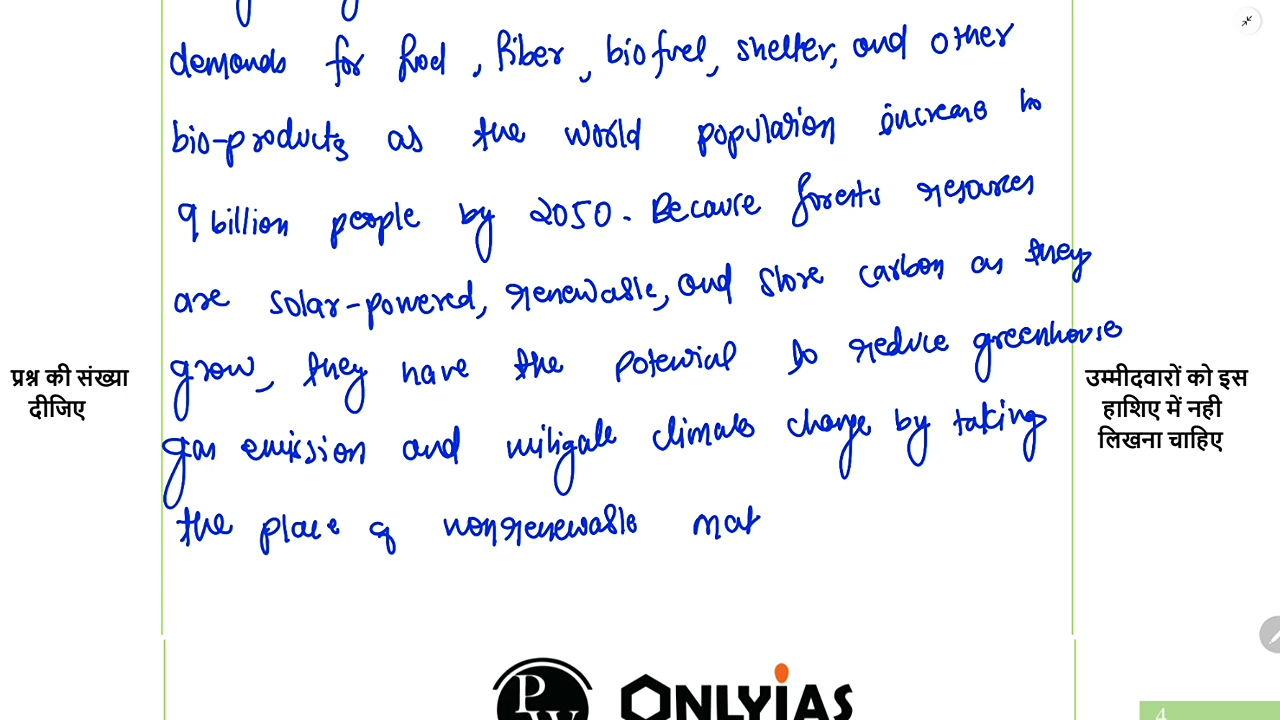 demands for food, fiber, biofuel, shelter, and other
bio-products as the world population increase to
9 billion people by 2050. Because forests resources
are solar-powered, renewable, and store carbon as they
grow, they have the potential to reduce greenhouse
gas emission and mitigate climate change by taking
the place of nonrenewable mat
प्रश्न की संख्या
दीजिए
उम्मीदवारों को इस
हाशिए में नही
लिखना चाहिए
PW ONLYIAS
4